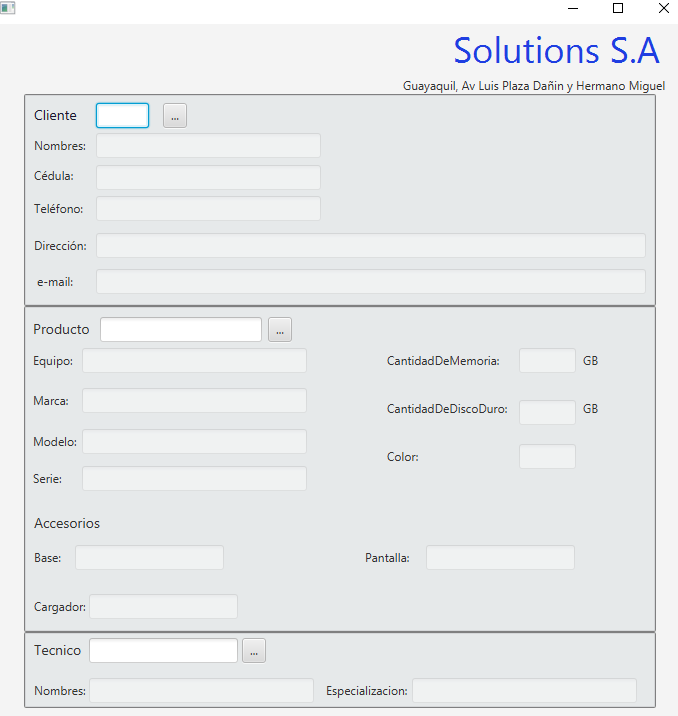 Solutions S.A
Guayaquil, Av Luis Plaza Dañin y Hermano Miguel
Cliente ...
Nombres:
Cédula:
Teléfono:
Dirección:
e-mail:
Producto ...
Equipo: CantidadDeMemoria: GB
Marca: CantidadDeDiscoDuro: GB
Modelo: Color:
Serie:
Accesorios
Base: Pantalla:
Cargador:
Tecnico ...
Nombres: Especializacion: